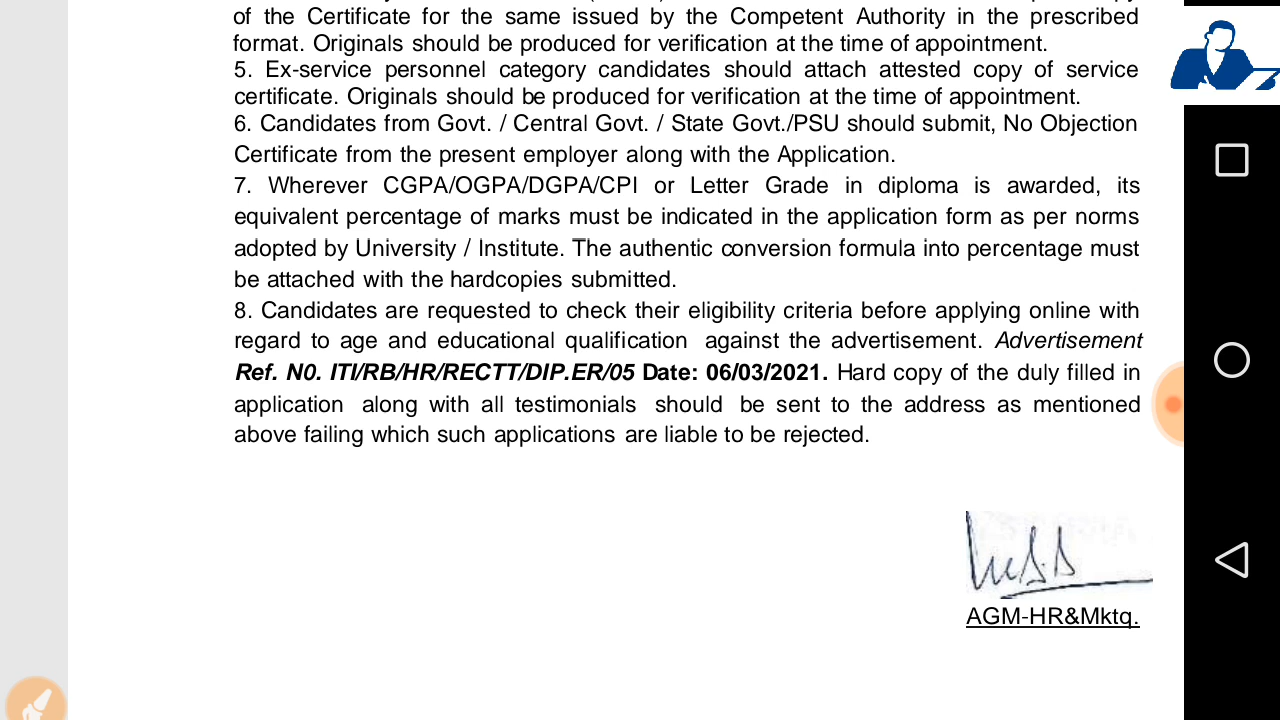 of the Certificate for the same issued by the Competent Authority in the prescribed
format. Originals should be produced for verification at the time of appointment.
5. Ex-service personnel category candidates should attach attested copy of service
certificate. Originals should be produced for verification at the time of appointment.
6. Candidates from Govt. / Central Govt. / State Govt./PSU should submit, No Objection
Certificate from the present employer along with the Application.
7. Wherever CGPA/OGPA/DGPA/CPI or Letter Grade in diploma is awarded, its
equivalent percentage of marks must be indicated in the application form as per norms
adopted by University / Institute. The authentic conversion formula into percentage must
be attached with the hardcopies submitted.
8. Candidates are requested to check their eligibility criteria before applying online with
regard to age and educational qualification against the advertisement. Advertisement
Ref. N0. ITI/RB/HR/RECTT/DIP.ER/05 Date: 06/03/2021. Hard copy of the duly filled in
application along with all testimonials should be sent to the address as mentioned
above failing which such applications are liable to be rejected.
AGM-HR&Mktg.